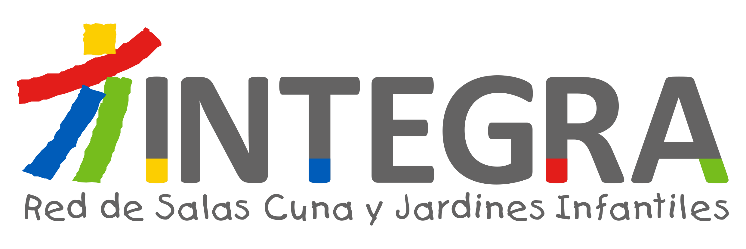 INTEGRA
Red de Salas Cuna y Jardines Infantiles